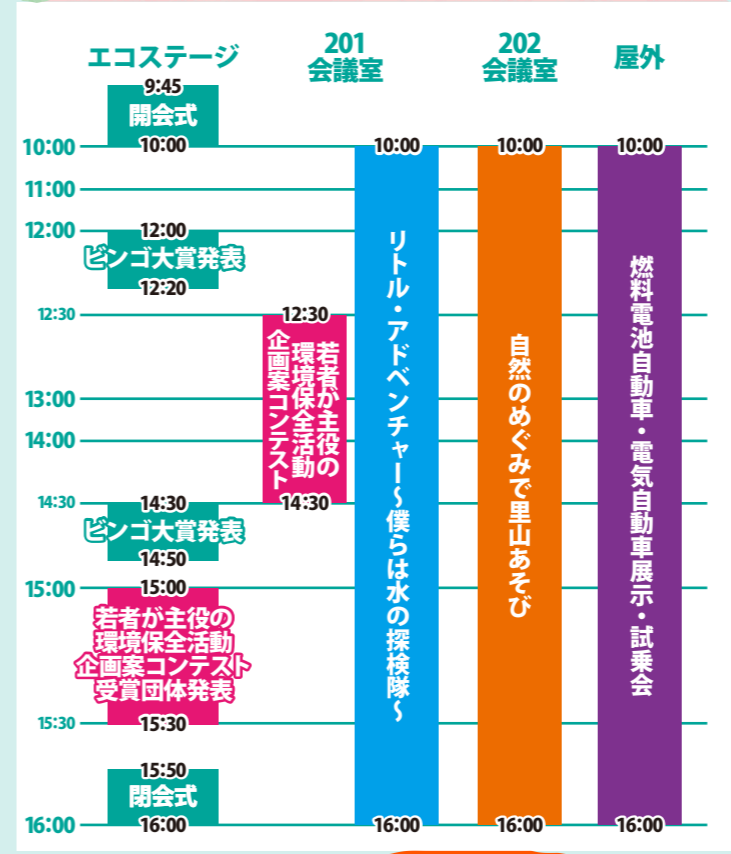 エコステージ
201
会議室
202
会議室
屋外
9:45
開会式
10:00
10:00
10:00
10:00
10:00
11:00
12:00
12:00
ビンゴ大賞発表
12:20
12:30
12:30
若者が主役の
環境保全活動
企画案コンテスト
14:30
リトル・アドベンチャー～僕らは水の探検隊～
自然のめぐみで里山あそび
燃料電池自動車・電気自動車展示・試乗会
13:00
14:00
14:30
14:30
ビンゴ大賞発表
14:50
15:00
15:00
若者が主役の
環境保全活動
企画案コンテスト
受賞団体発表
15:30
15:30
15:50
閉会式
16:00
16:00
16:00
16:00
16:00